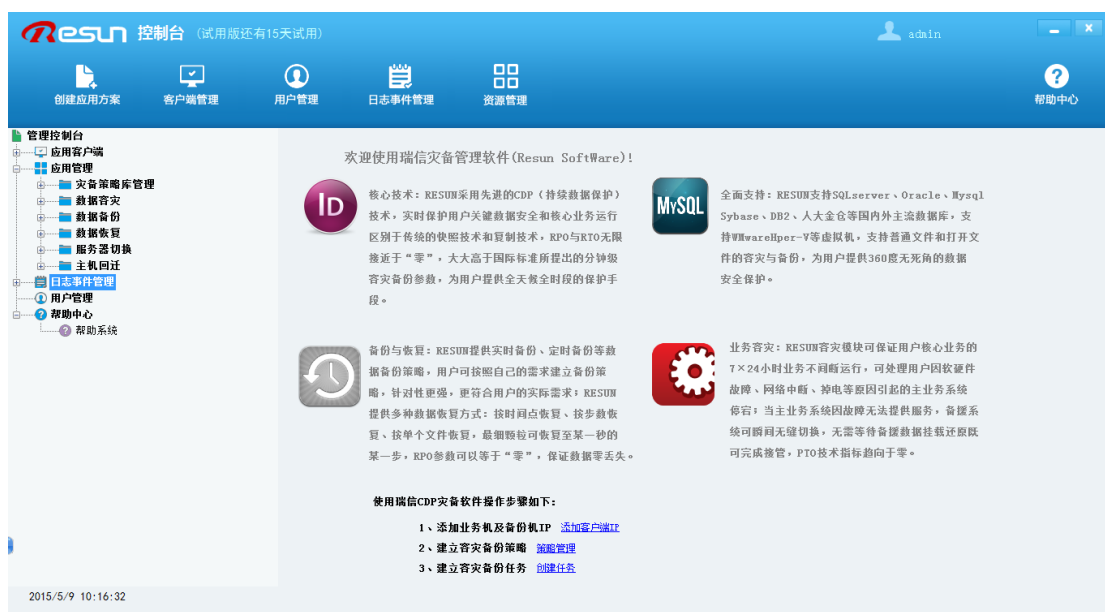 Resun 控制台 (试用版还有15天试用)
admin
创建应用方案 客户端管理 用户管理 日志事件管理 资源管理 帮助中心
管理控制台
应用客户端
应用管理
灾备策略库管理
数据容灾
数据备份
数据恢复
服务器切换
主机回迁
日志事件管理
用户管理
帮助中心
帮助系统
欢迎使用瑞信灾备管理软件(Resun SoftWare)!
ID
核心技术：RESUN采用先进的CDP（持续数据保护）
技术，实时保护用户关键数据安全和核心业务运行
区别于传统的快照技术和复制技术，RPO与RTO无限
接近于“零”，大大高于国际标准所提出的分钟级
容灾备份参数，为用户提供全天候全时段的保护手
段。
MySQL
全面支持：RESUN支持SQLserver、Oracle、Mysql
Sybase、DB2、人大金仓等国内外主流数据库，支
持WMwareHper-V等虚拟机，支持普通文件和打开文
件的容灾与备份，为用户提供360度无死角的数据
安全保护。
备份与恢复：RESUN提供实时备份、定时备份等数
据备份策略，用户可按照自己的需求建立备份策
略，针对性更强，更符合用户的实际需求；RESUN
提供多种数据恢复方式：按时间点恢复、按步数恢
复、按单个文件恢复，最细颗粒可恢复至某一秒的
某一步，RPO参数可以等于“零”，保证数据零丢失。
业务容灾：RESUN容灾模块可保证用户核心业务的
7×24小时业务不间断运行，可处理用户因软硬件
故障、网络中断、掉电等原因引起的主业务系统
停宕；当主业务系统因故障无法提供服务，备援系
统可瞬间无缝切换，无需等待备援数据挂载还原既
可完成接管，PTO技术指标趋向于零。
使用瑞信CDP灾备软件操作步骤如下：
1、添加业务机及备份机IP 添加客户端IP
2、建立容灾备份策略 策略管理
3、建立容灾备份任务 创建任务
2015/5/9 10:16:32